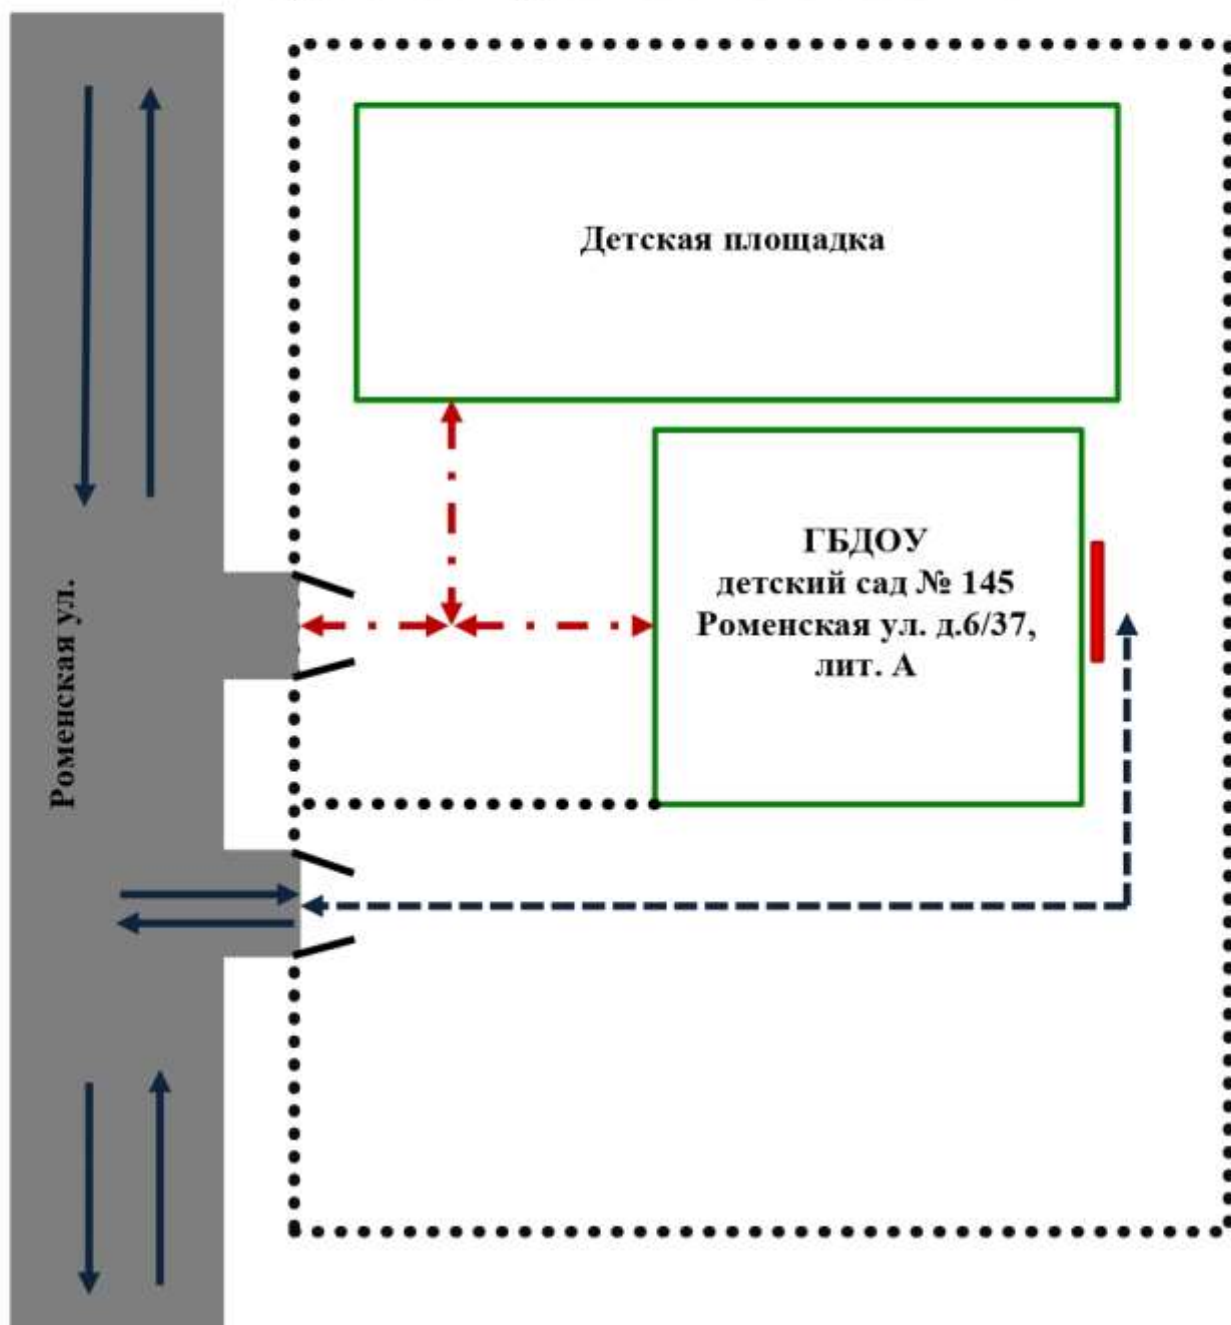 Детская площадка
ГБДОУ
детский сад № 145
Роменская ул. д.6/37,
лит. А
Роменская ул.